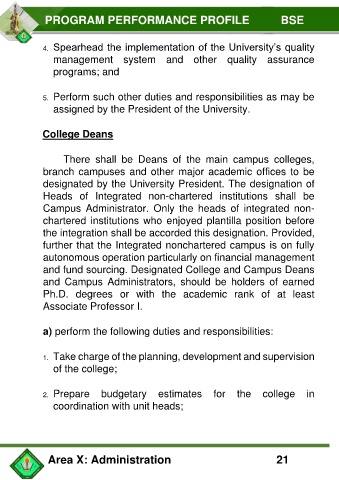 PROGRAM PERFORMANCE PROFILE BSE
4. Spearhead the implementation of the University's quality
management system and other quality assurance
programs; and
5. Perform such other duties and responsibilities as may be
assigned by the President of the University.
College Deans
There shall be Deans of the main campus colleges,
branch campuses and other major academic offices to be
designated by the University President. The designation of
Heads of Integrated non-chartered institutions shall be
Campus Administrator. Only the heads of integrated non-
chartered institutions who enjoyed plantilla position before
the integration shall be accorded this designation. Provided,
further that the Integrated nonchartered campus is on fully
autonomous operation particularly on financial management
and fund sourcing. Designated College and Campus Deans
and Campus Administrators, should be holders of earned
Ph.D. degrees or with the academic rank of at least
Associate Professor I.
a) perform the following duties and responsibilities:
1. Take charge of the planning, development and supervision
of the college;
2. Prepare budgetary estimates for the college in
coordination with unit heads;
Area X: Administration 21